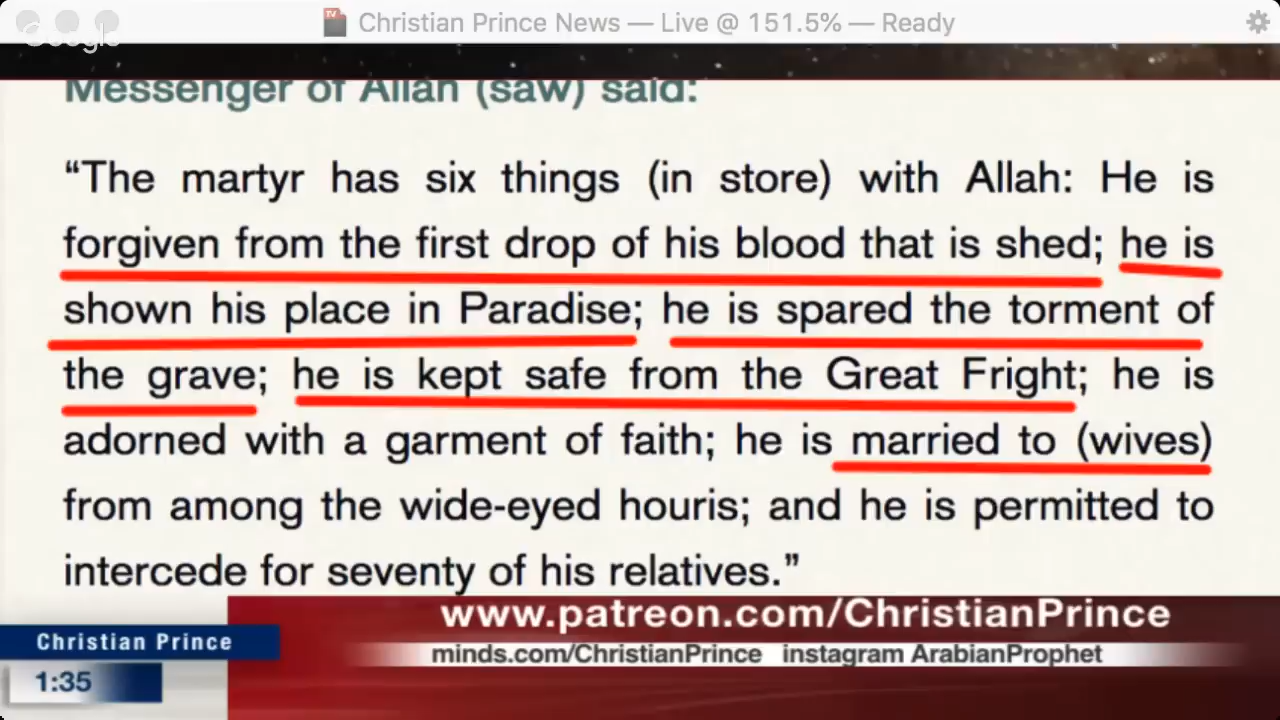 Christian Prince News — Live @ 151.5% — Ready
Google
Messenger of Allah (saw) said:
“The martyr has six things (in store) with Allah: He is
forgiven from the first drop of his blood that is shed; he is
shown his place in Paradise; he is spared the torment of
the grave; he is kept safe from the Great Fright; he is
adorned with a garment of faith; he is married to (wives)
from among the wide-eyed houris; and he is permitted to
intercede for seventy of his relatives.”
www.patreon.com/ChristianPrince
Christian Prince
minds.com/ChristianPrince instagram ArabianProphet
1:35